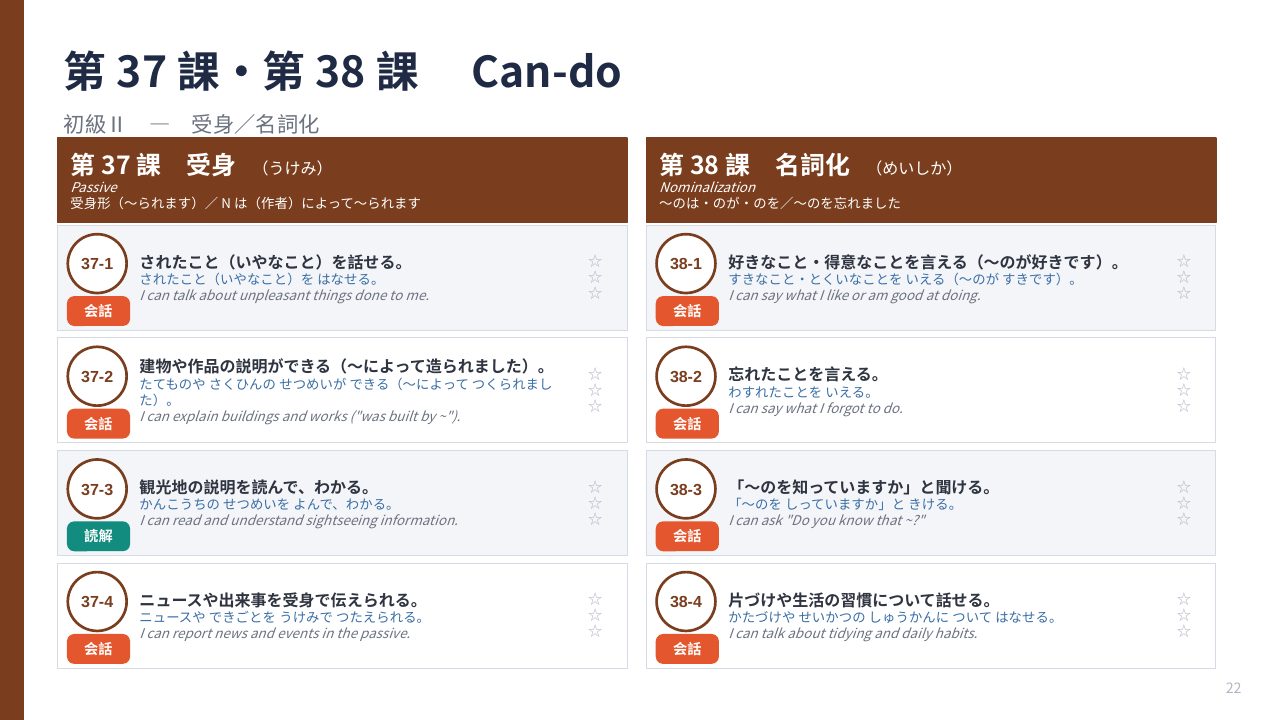 第 37 課・第 38 課　Can-do
初級Ⅱ　—　受身／名詞化
第 37 課　受身　（うけみ）
Passive
受身形（〜られます）／ N は（作者）によって〜られます
37-1
会話
されたこと（いやなこと）を話せる。
されたこと（いやなこと）を はなせる。
I can talk about unpleasant things done to me.
☆
☆
☆
37-2
会話
建物や作品の説明ができる（〜によって造られました）。
たてものや さくひんの せつめいが できる（〜によって つくられまし
た）。
I can explain buildings and works ("was built by ~").
☆
☆
☆
37-3
読解
観光地の説明を読んで、わかる。
かんこうちの せつめいを よんで、わかる。
I can read and understand sightseeing information.
☆
☆
☆
37-4
会話
ニュースや出来事を受身で伝えられる。
ニュースや できごとを うけみで つたえられる。
I can report news and events in the passive.
☆
☆
☆
第 38 課　名詞化　（めいしか）
Nominalization
〜のは・のが・のを／〜のを忘れました
38-1
会話
好きなこと・得意なことを言える（〜のが好きです）。
すきなこと・とくいなことを いえる（〜のが すきです）。
I can say what I like or am good at doing.
☆
☆
☆
38-2
会話
忘れたことを言える。
わすれたことを いえる。
I can say what I forgot to do.
☆
☆
☆
38-3
会話
「〜のを知っていますか」と聞ける。
「〜のを しっていますか」と きける。
I can ask "Do you know that ~?"
☆
☆
☆
38-4
会話
片づけや生活の習慣について話せる。
かたづけや せいかつの しゅうかんに ついて はなせる。
I can talk about tidying and daily habits.
☆
☆
☆
22